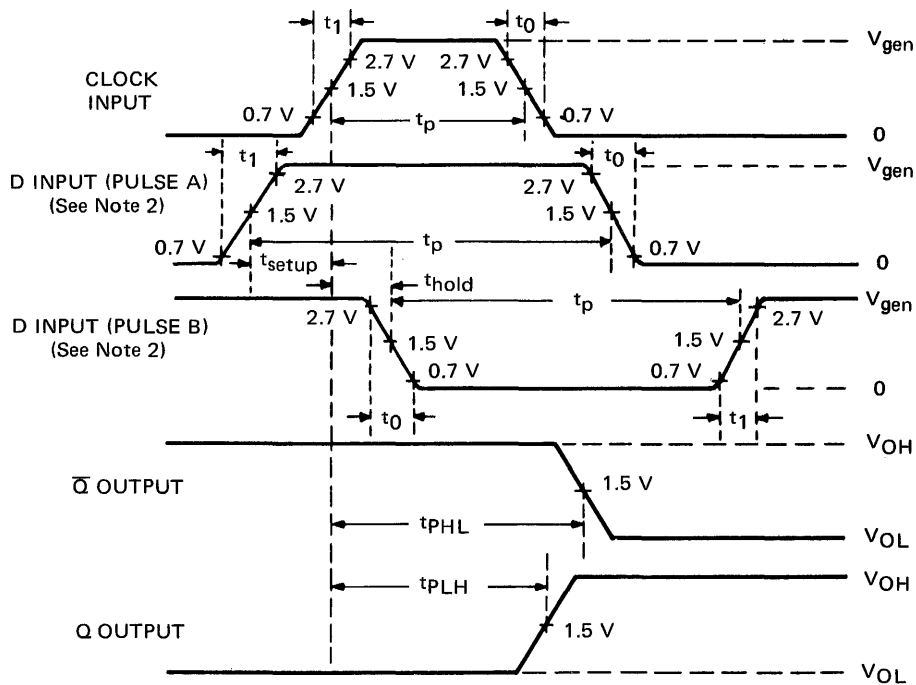 t1 t0 Vgen
2.7 V 2.7 V
CLOCK
INPUT
1.5 V 1.5 V
0.7 V tp 0.7 V
0
t1 t0 Vgen
D INPUT (PULSE A)
(See Note 2)
2.7 V 2.7 V
1.5 V 1.5 V
0.7 V tp 0.7 V
tsetup 0
thold
tp Vgen
D INPUT (PULSE B)
(See Note 2)
2.7 V 2.7 V
1.5 V 1.5 V
0.7 V 0.7 V
0
t0 t1
VOH
Q̅ OUTPUT
1.5 V
tPHL
VOL
tPLH VOH
Q OUTPUT
1.5 V
VOL